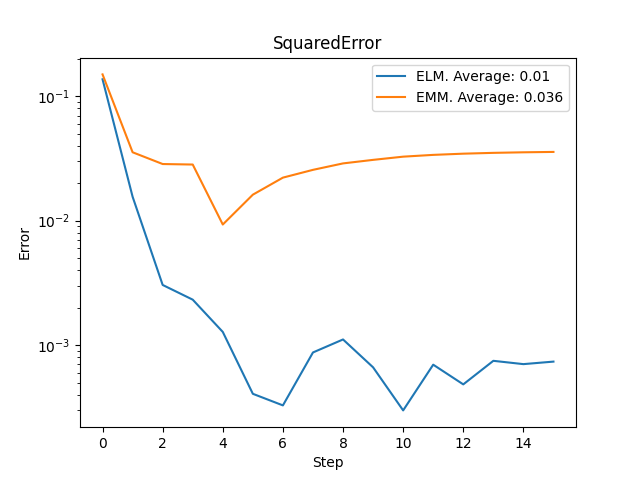 SquaredError
ELM. Average: 0.01
EMM. Average: 0.036
10⁻¹
10⁻²
10⁻³
Error
0 2 4 6 8 10 12 14
Step